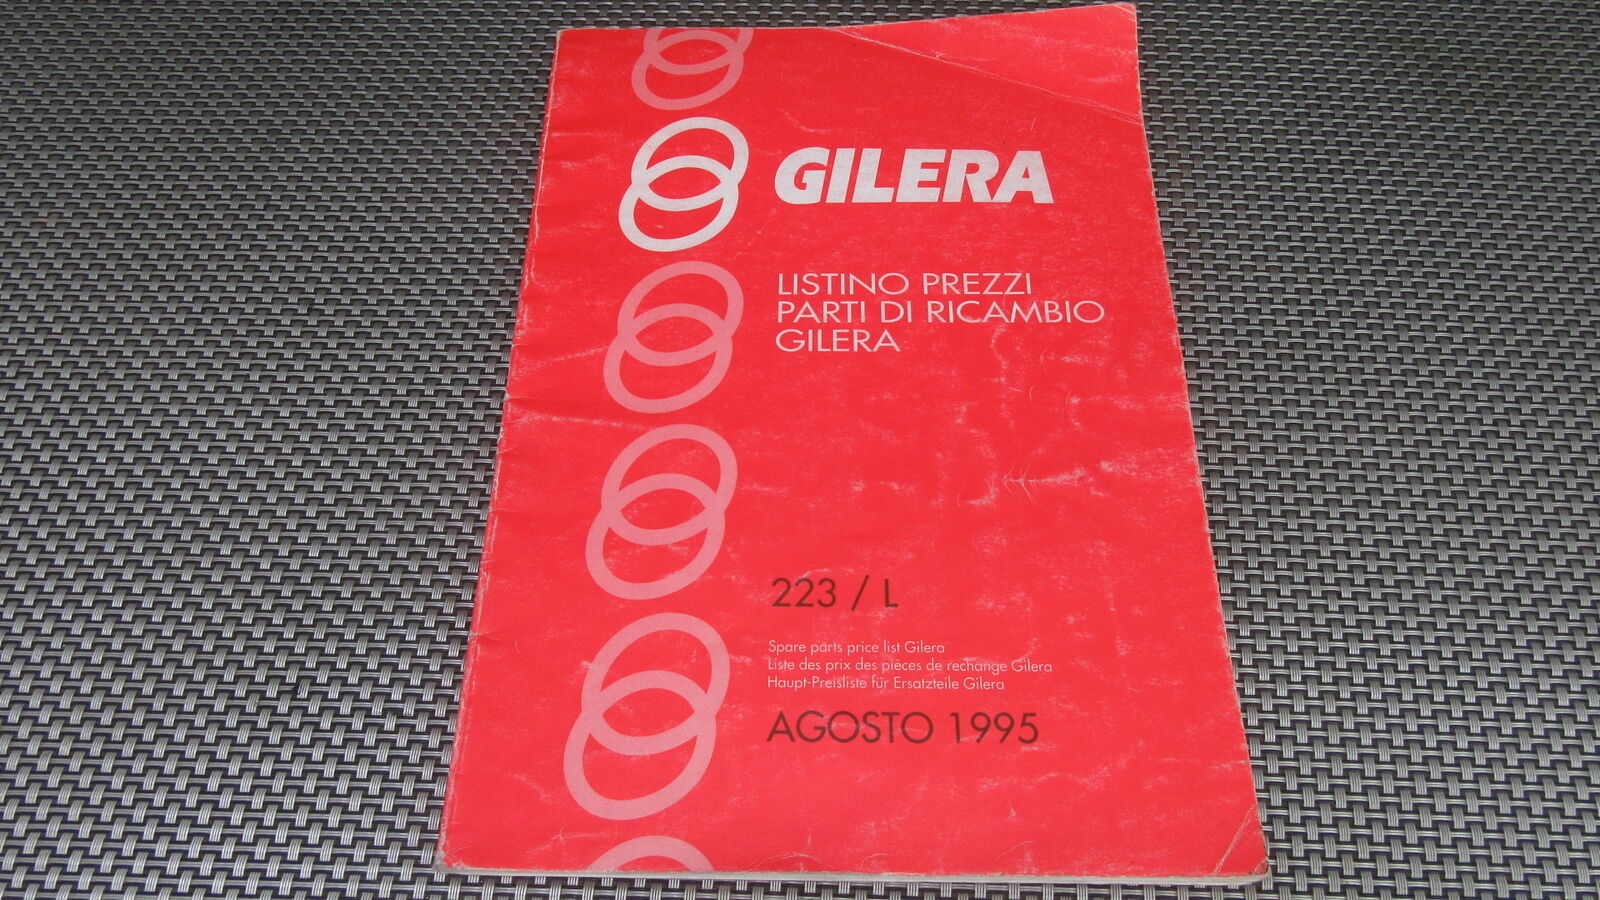 GILERA
LISTINO PREZZI
PARTI DI RICAMBIO
GILERA
223 / L
Spare parts price list Gilera
Liste des prix des pièces de rechange Gilera
Haupt-Preisliste für Ersatzteile Gilera
AGOSTO 1995